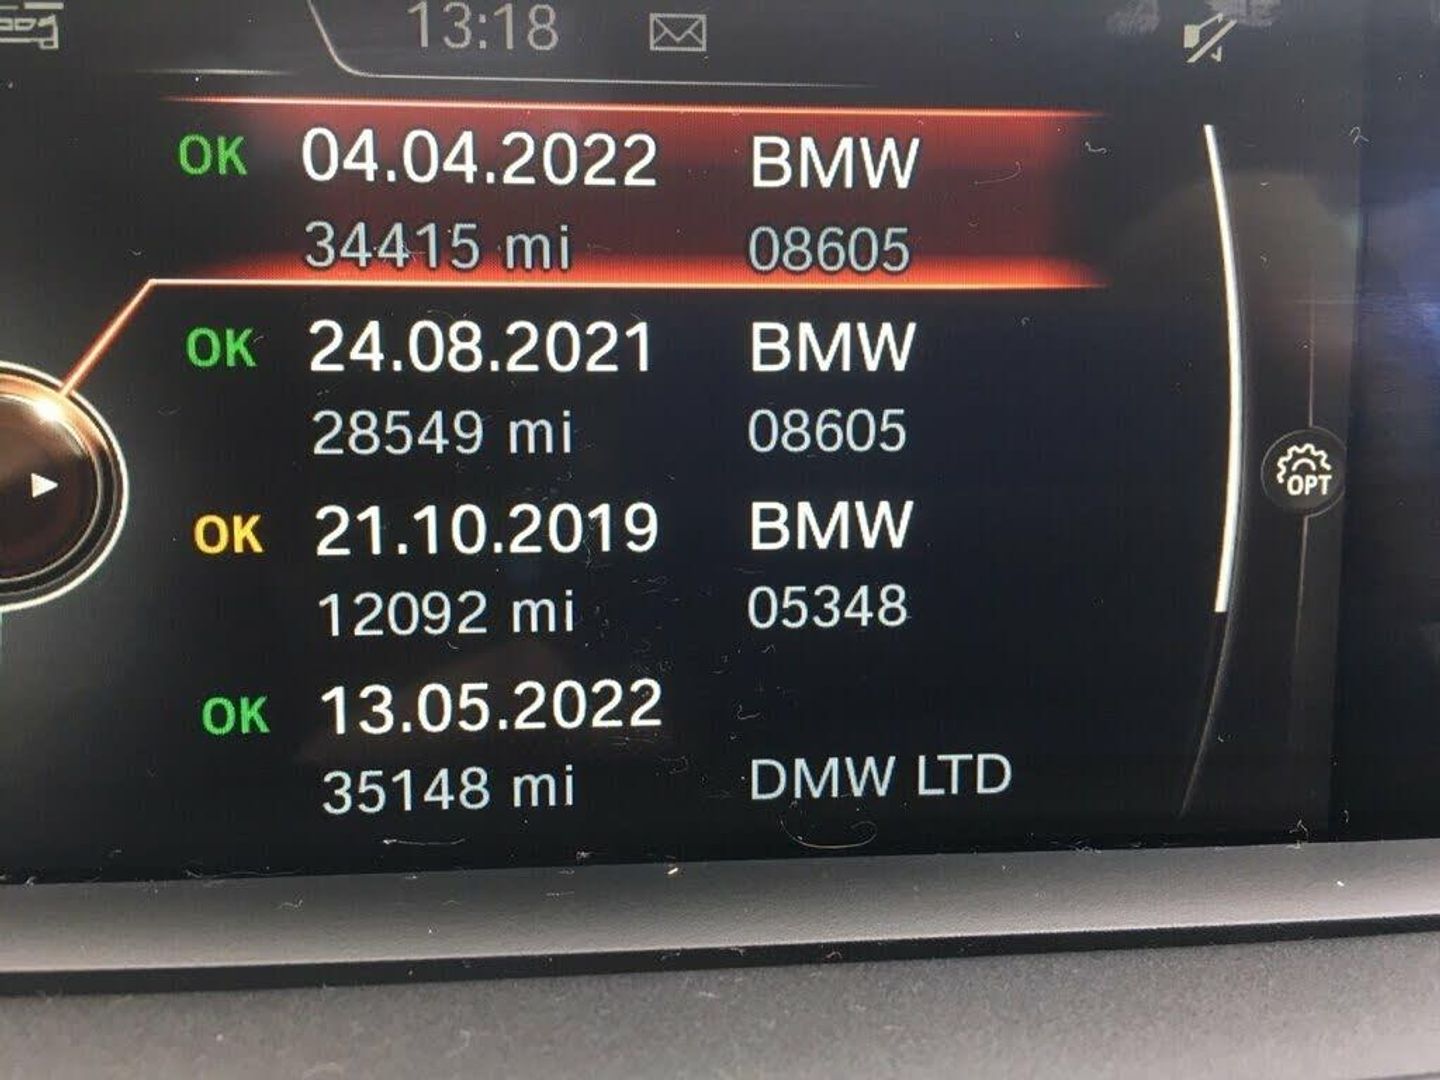 13:18
OK 04.04.2022 BMW
34415 mi 08605
OK 24.08.2021 BMW
28549 mi 08605
OK 21.10.2019 BMW
12092 mi 05348
OPT
OK 13.05.2022
35148 mi DMW LTD